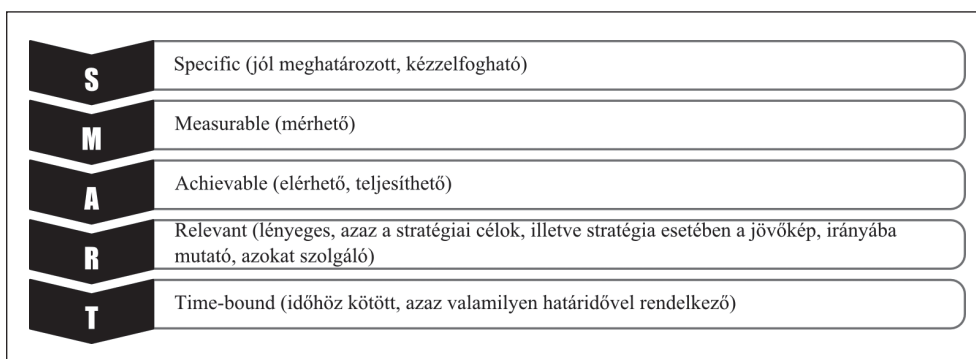 S
Specific (jól meghatározott, kézzelfogható)
M
Measurable (mérhető)
A
Achievable (elérhető, teljesíthető)
R
Relevant (lényeges, azaz a stratégiai célok, illetve stratégia esetében a jövőkép, irányába
mutató, azokat szolgáló)
T
Time-bound (időhöz kötött, azaz valamilyen határidővel rendelkező)